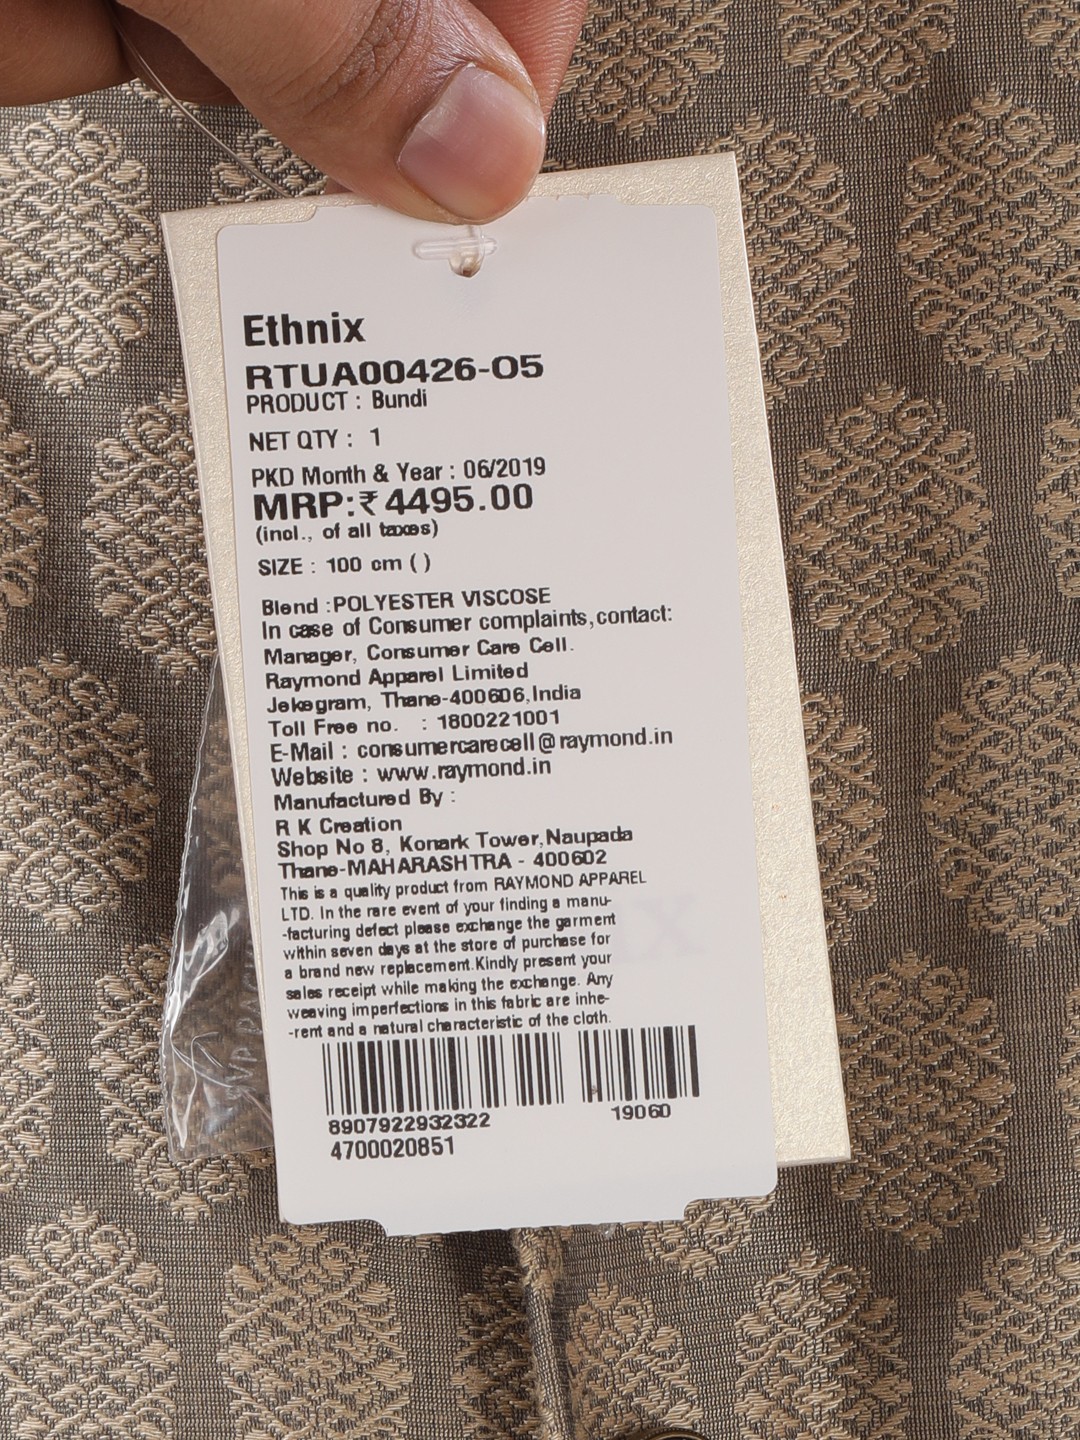 Ethnix
RTUA00426-O5
PRODUCT : Bundi
NET QTY : 1
PKD Month & Year : 06/2019
MRP:₹ 4495.00
(incl., of all taxes)
SIZE : 100 cm ( )
Blend :POLYESTER VISCOSE
In case of Consumer complaints,contact:
Manager, Consumer Care Cell.
Raymond Apparel Limited
Jekegram, Thane-400606,India
Toll Free no. : 1800221001
E-Mail : consumercarecell@raymond.in
Website : www.raymond.in
Manufactured By :
R K Creation
Shop No 8, Konark Tower,Naupada
Thane-MAHARASHTRA - 400602
This is a quality product from RAYMOND APPAREL
LTD. In the rare event of your finding a manu-
-facturing defect please exchange the garment
within seven days at the store of purchase for
a brand new replacement.Kindly present your
sales receipt while making the exchange. Any
weaving imperfections in this fabric are inhe-
-rent and a natural characteristic of the cloth.
8907922932322
19060
4700020851